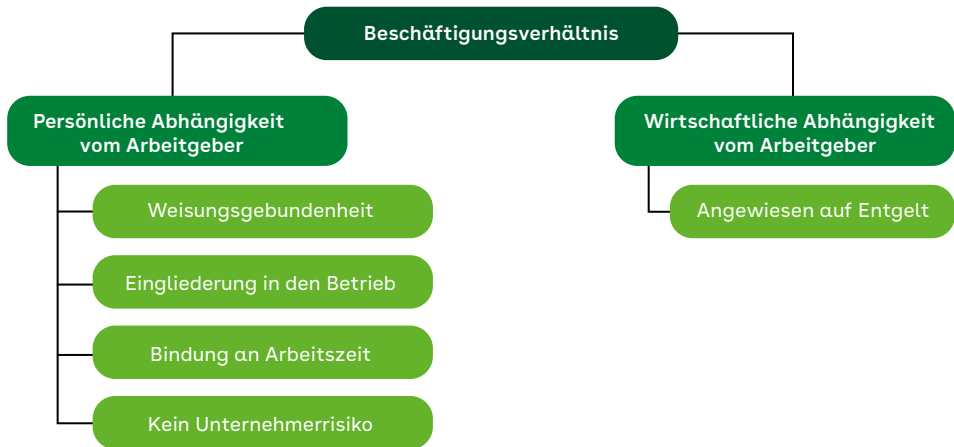 Beschäftigungsverhältnis
Persönliche Abhängigkeit
vom Arbeitgeber
Weisungsgebundenheit
Eingliederung in den Betrieb
Bindung an Arbeitszeit
Kein Unternehmerrisiko
Wirtschaftliche Abhängigkeit
vom Arbeitgeber
Angewiesen auf Entgelt